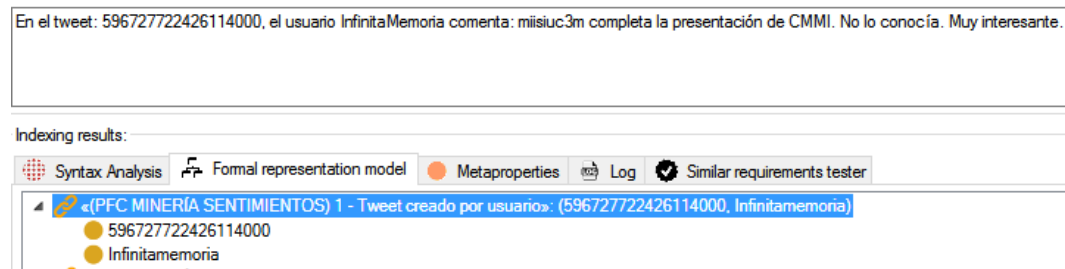 En el tweet: 596727722426114000, el usuario InfinitaMemoria comenta: miisiuc3m completa la presentación de CMMI. No lo conocía. Muy interesante.
Indexing results:
Syntax Analysis Formal representation model Metaproperties Log Similar requirements tester
«(PFC MINERÍA SENTIMIENTOS) 1 - Tweet creado por usuario»: (596727722426114000, Infinitamemoria)
596727722426114000
Infinitamemoria